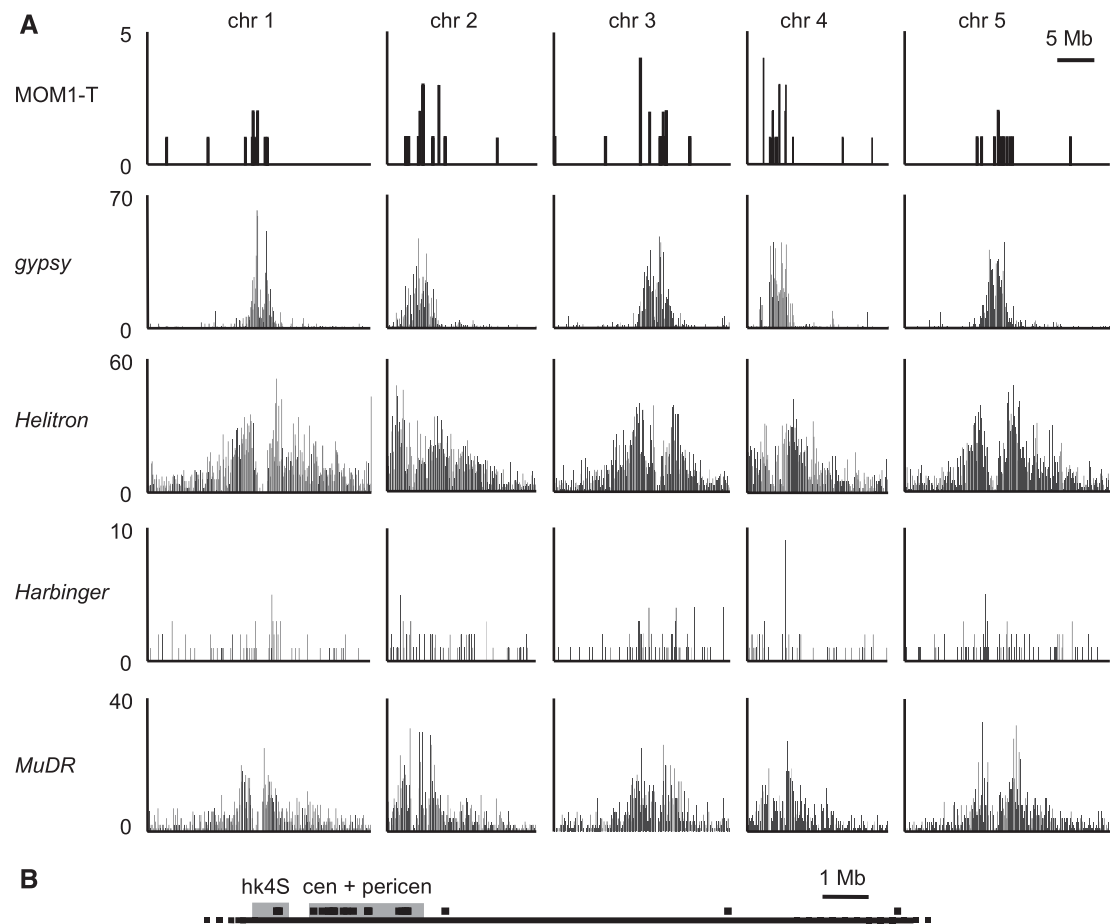 A
chr 1 chr 2 chr 3 chr 4 chr 5
5 Mb
5
MOM1-T
0
70
gypsy
0
60
Helitron
0
10
Harbinger
0
40
MuDR
0
B
hk4S cen + pericen
1 Mb